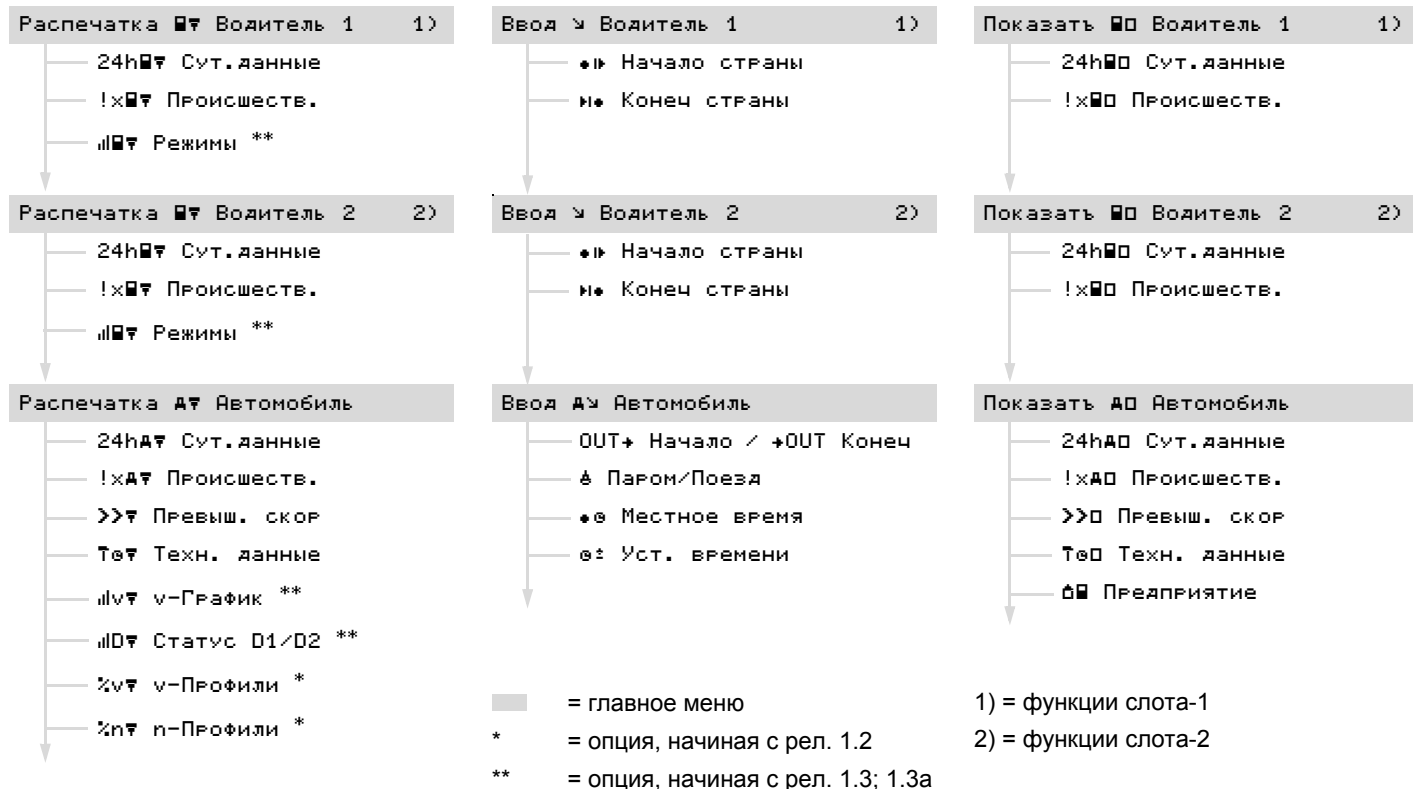 Распечатка Водитель 1 1)
24h Сут.данные
!x Происшеств.
Режимы **
Распечатка Водитель 2 2)
24h Сут.данные
!x Происшеств.
Режимы **
Распечатка Автомобиль
24h Сут.данные
!x Происшеств.
>> Превыш. скор
Техн. данные
v v-График **
D Статус D1/D2 **
%v v-Профили *
%n n-Профили *
Ввод Водитель 1 1)
Начало страны
Конец страны
Ввод Водитель 2 2)
Начало страны
Конец страны
Ввод Автомобиль
OUT→ Начало / →OUT Конец
Паром/Поезд
Местное время
Уст. времени
Показать Водитель 1 1)
24h Сут.данные
!x Происшеств.
Показать Водитель 2 2)
24h Сут.данные
!x Происшеств.
Показать Автомобиль
24h Сут.данные
!x Происшеств.
>> Превыш. скор
Техн. данные
Предприятие
= главное меню
* = опция, начиная с рел. 1.2
** = опция, начиная с рел. 1.3; 1.3a
1) = функции слота-1
2) = функции слота-2